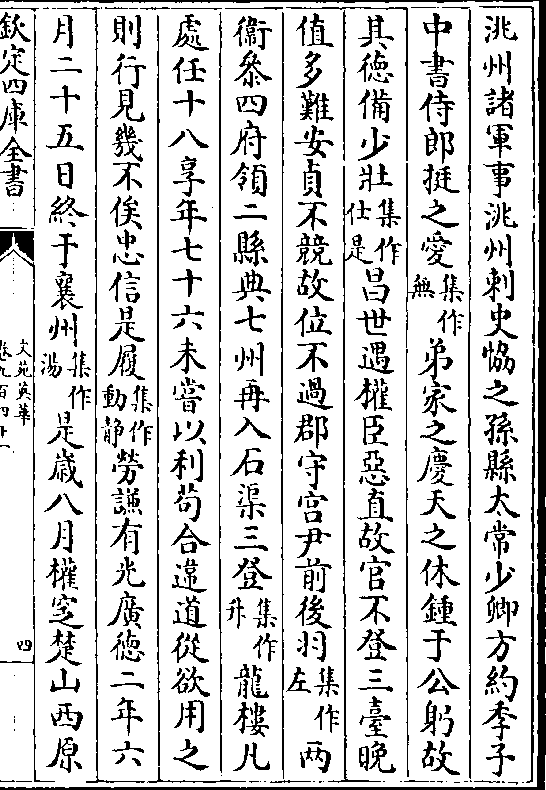 洮州諸軍事洮州刺史恊之孫縣太常少卿方約季子
中書侍郎挺之愛集作無弟家之慶天之休鍾于公躬故
其徳備少壯集作仕是昌世遇權臣惡直故官不登三臺晚
值多難安貞不競故位不過郡守宫尹前後羽集作左兩
衞叅四府領二縣典七州再入石渠三登集作升龍樓凡
處任十八享年七十六未嘗以利苟合違道從欲用之
則行見幾不俟忠信是履集作動静勞謙有光廣徳二年六
月二十五日終于襄州集作湯是嵗八月權窆楚山西原
欽定四庫全書
文苑英華
卷九百四十一
四